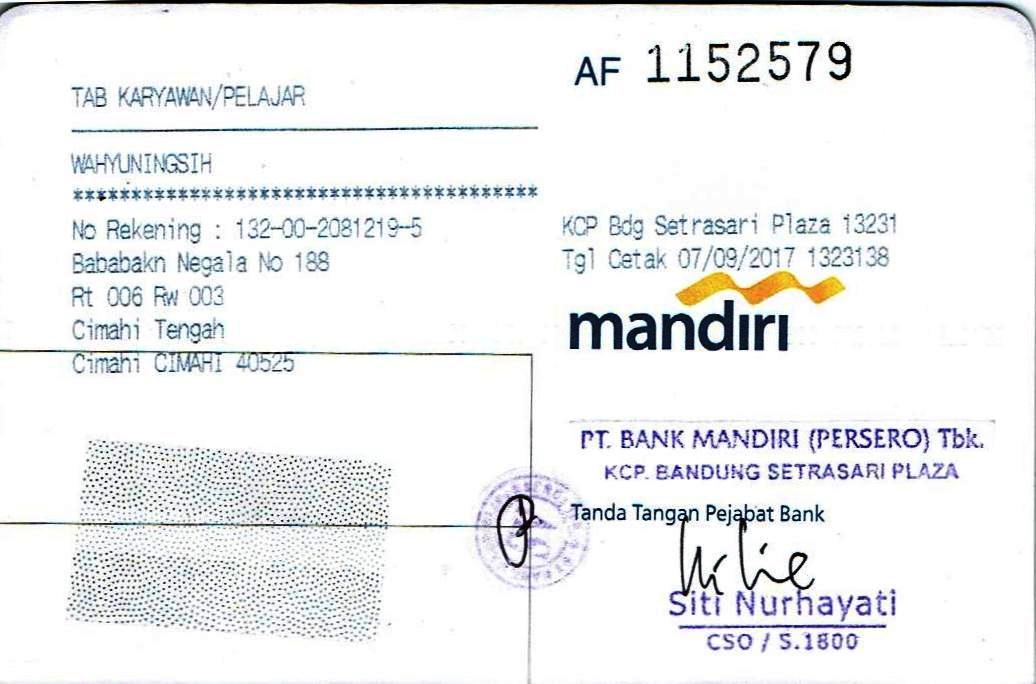 AF 1152579
TAB KARYAWAN/PELAJAR
WAHYUNINGSIH
****************************************
No Rekening : 132-00-2081219-5
Bababakn Negala No 188
Rt 006 Rw 003
Cimahi Tengah
Cimahi CIMAHI 40525
KCP Bdg Setrasari Plaza 13231
Tgl Cetak 07/09/2017 1323138
mandırı
PT. BANK MANDIRI (PERSERO) Tbk.
KCP. BANDUNG SETRASARI PLAZA
Tanda Tangan Pejabat Bank
Siti Nurhayati
CSO / S.1800